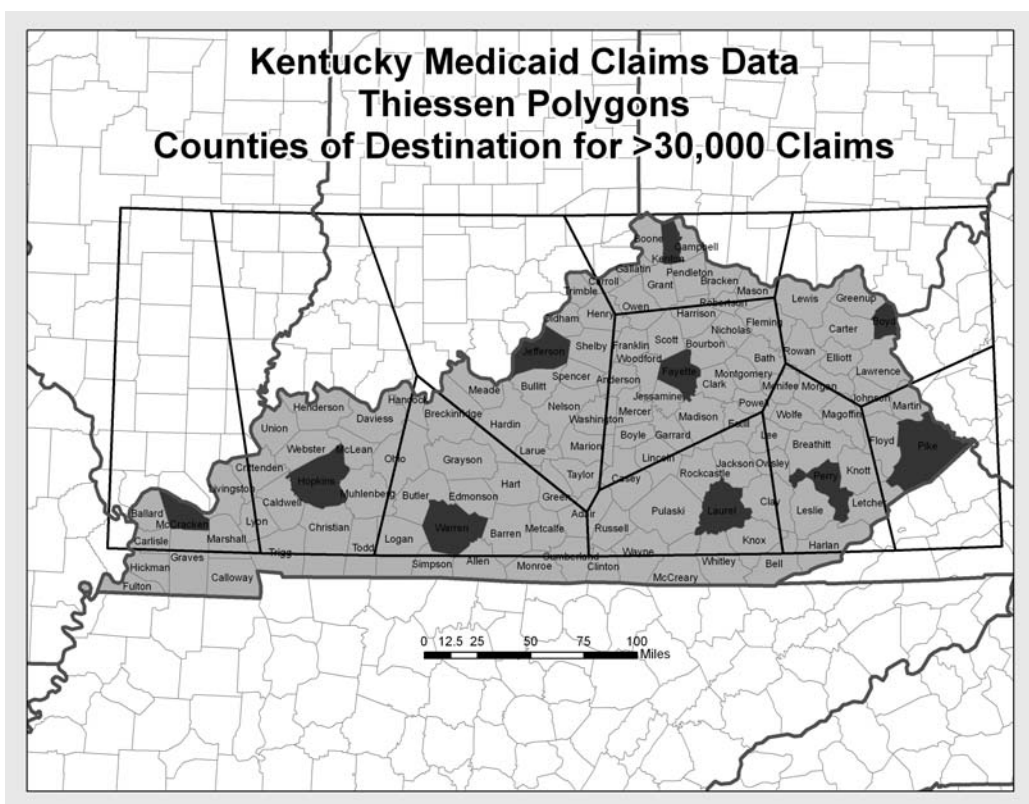 Kentucky Medicaid Claims Data
Thiessen Polygons
Counties of Destination for >30,000 Claims
Boone
Campbell
Kenton
Gallatin
Pendleton
Carroll
Grant
Bracken
Trimble
Mason
Lewis
Greenup
Owen
Robertson
Henry
Harrison
Oldham
Fleming
Carter
Boyd
Nicholas
Jefferson
Shelby
Franklin
Scott
Bourbon
Rowan
Elliott
Woodford
Bath
Fayette
Lawrence
Spencer
Anderson
Montgomery
Meade
Bullitt
Clark
Menifee
Morgan
Hancock
Jessamine
Johnson
Henderson
Nelson
Powell
Martin
Daviess
Breckinridge
Mercer
Madison
Wolfe
Magoffin
Hardin
Washington
Estill
Union
Boyle
Garrard
Lee
Breathitt
Floyd
Pike
Webster
McLean
Marion
Larue
Lincoln
Ohio
Grayson
Jackson
Owsley
Crittenden
Taylor
Casey
Rockcastle
Perry
Knott
Hopkins
Hart
Livingston
Muhlenberg
Butler
Edmonson
Green
Caldwell
Clay
Letcher
Ballard
Adair
Pulaski
Laurel
Leslie
McCracken
Lyon
Christian
Warren
Barren
Metcalfe
Russell
Carlisle
Marshall
Logan
Knox
Harlan
Graves
Trigg
Todd
Cumberland
Wayne
Hickman
Simpson
Allen
Monroe
Clinton
Whitley
Bell
Calloway
McCreary
Fulton
0 12.5 25 50 75 100
Miles